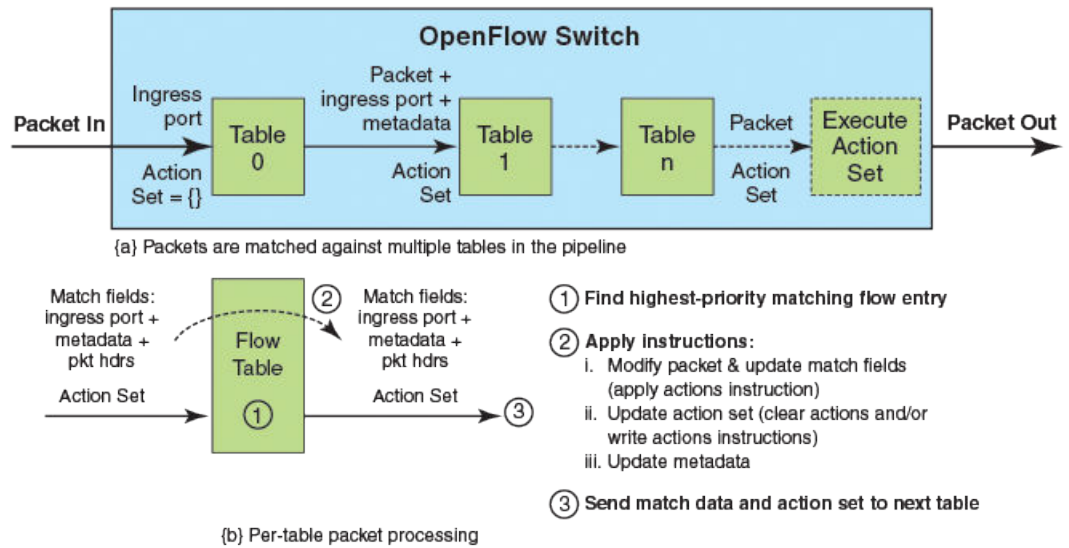 OpenFlow Switch
Packet In
Ingress
port
Action
Set = {}
Table
0
Packet +
ingress port +
metadata
Action
Set
Table
1
Table
n
Packet
Action
Set
Execute
Action
Set
Packet Out
{a} Packets are matched against multiple tables in the pipeline
Match fields:
ingress port +
metadata +
pkt hdrs
Action Set
Flow
Table
1
2
Match fields:
ingress port +
metadata +
pkt hdrs
Action Set
3
1 Find highest-priority matching flow entry
2 Apply instructions:
i. Modify packet & update match fields
(apply actions instruction)
ii. Update action set (clear actions and/or
write actions instructions)
iii. Update metadata
3 Send match data and action set to next table
{b} Per-table packet processing